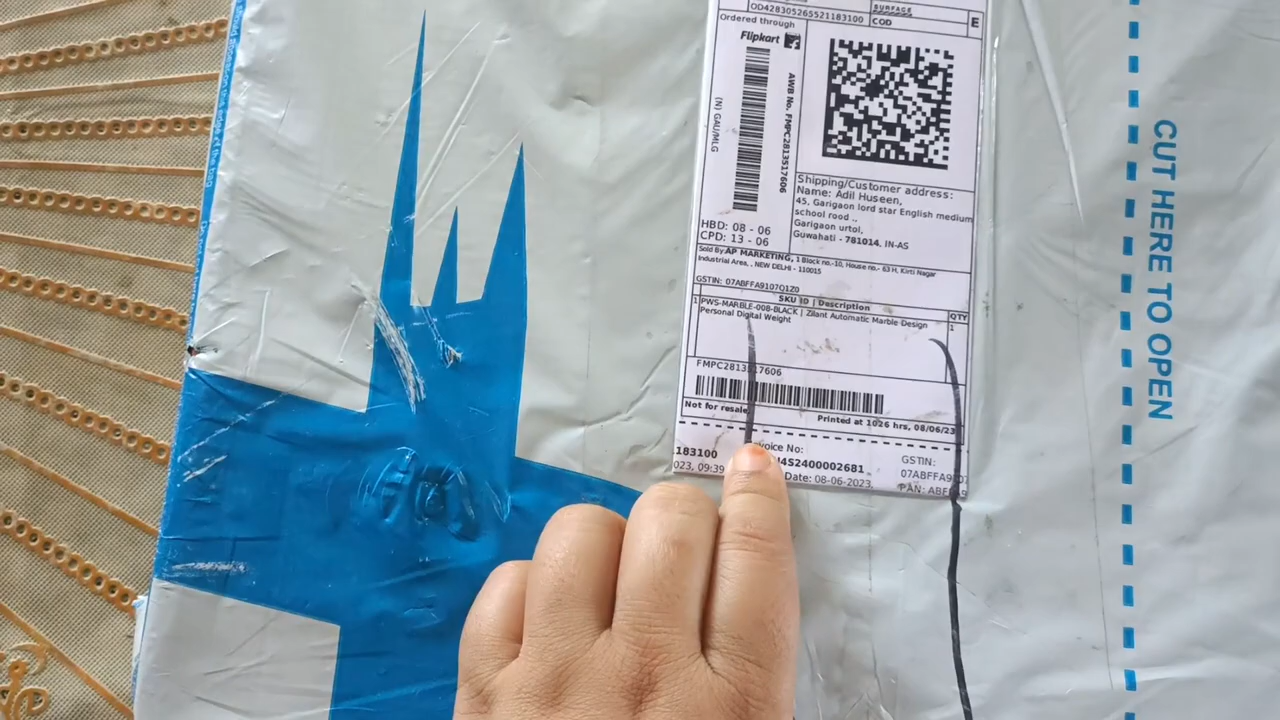 OD428305265521183100
SURFACE
COD
E
Ordered through
Flipkart
AWB No. FMPC2813517606
(N) GAU/MLG
HBD: 08 - 06
CPD: 13 - 06
Shipping/Customer address:
Name: Adil Huseen,
45, Garigaon lord star English medium
school rood .,
Garigaon urtol,
Guwahati - 781014, IN-AS
Sold By:AP MARKETING, 1 Block no.-10, House no.- 63 H, Kirti Nagar
Industrial Area, , NEW DELHI - 110015
GSTIN: 07ABFFA9107Q1Z0
SKU ID | Description
QTY
1 PWS-MARBLE-008-BLACK | Zilant Automatic Marble Design
Personal Digital Weight
1
FMPC2813517606
Not for resale
Printed at 1026 hrs, 08/06/23
183100
023, 09:39
voice No:
4S2400002681
Date: 08-06-2023,
GSTIN:
07ABFFA9
PAN: ABF
CUT HERE TO OPEN